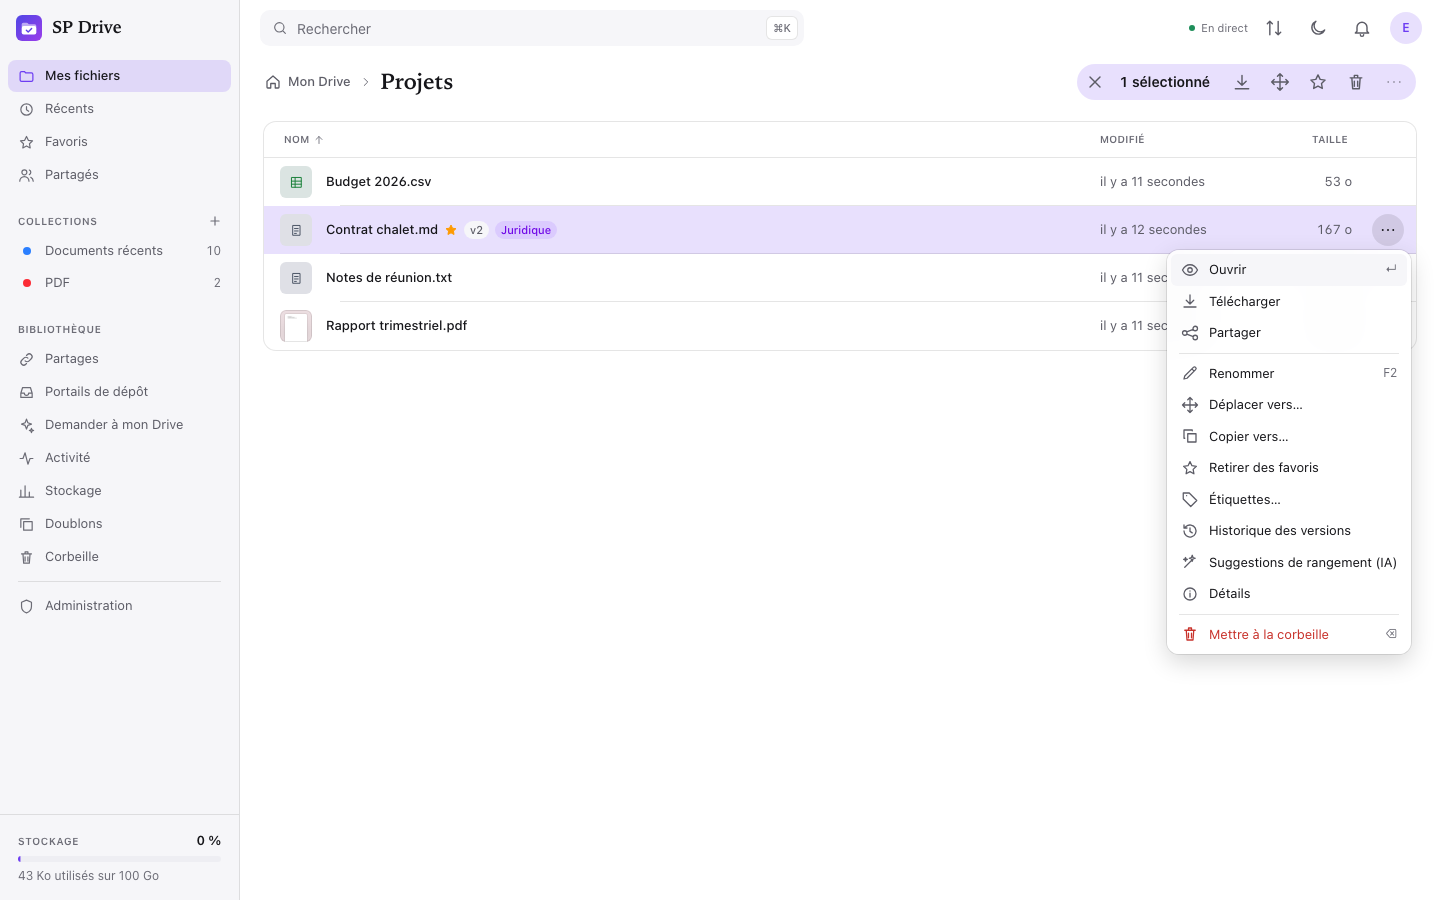 SP Drive
Rechercher
⌘K
En direct
E
Mes fichiers
Récents
Favoris
Partagés
COLLECTIONS
Documents récents 10
PDF 2
BIBLIOTHÈQUE
Partages
Portails de dépôt
Demander à mon Drive
Activité
Stockage
Doublons
Corbeille
Administration
STOCKAGE 0 %
43 Ko utilisés sur 100 Go
Mon Drive > Projets
1 sélectionné
NOM ↑ MODIFIÉ TAILLE
Budget 2026.csv il y a 11 secondes 53 o
Contrat chalet.md v2 Juridique il y a 12 secondes 167 o
Notes de réunion.txt il y a 11 sec
Rapport trimestriel.pdf il y a 11 sec
Ouvrir ↵
Télécharger
Partager
Renommer F2
Déplacer vers…
Copier vers…
Retirer des favoris
Étiquettes…
Historique des versions
Suggestions de rangement (IA)
Détails
Mettre à la corbeille ⌫